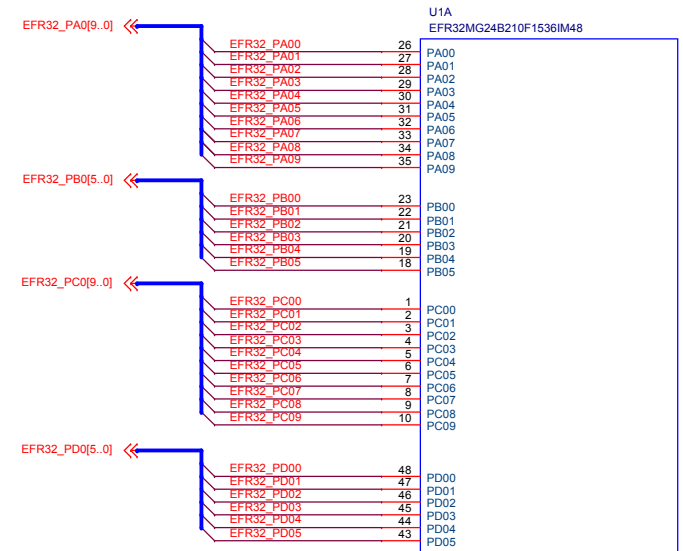 U1A
EFR32MG24B210F1536IM48
EFR32_PA0[9..0]
EFR32_PA00 26 PA00
EFR32_PA01 27 PA01
EFR32_PA02 28 PA02
EFR32_PA03 29 PA03
EFR32_PA04 30 PA04
EFR32_PA05 31 PA05
EFR32_PA06 32 PA06
EFR32_PA07 33 PA07
EFR32_PA08 34 PA08
EFR32_PA09 35 PA09
EFR32_PB0[5..0]
EFR32_PB00 23 PB00
EFR32_PB01 22 PB01
EFR32_PB02 21 PB02
EFR32_PB03 20 PB03
EFR32_PB04 19 PB04
EFR32_PB05 18 PB05
EFR32_PC0[9..0]
EFR32_PC00 1 PC00
EFR32_PC01 2 PC01
EFR32_PC02 3 PC02
EFR32_PC03 4 PC03
EFR32_PC04 5 PC04
EFR32_PC05 6 PC05
EFR32_PC06 7 PC06
EFR32_PC07 8 PC07
EFR32_PC08 9 PC08
EFR32_PC09 10 PC09
EFR32_PD0[5..0]
EFR32_PD00 48 PD00
EFR32_PD01 47 PD01
EFR32_PD02 46 PD02
EFR32_PD03 45 PD03
EFR32_PD04 44 PD04
EFR32_PD05 43 PD05